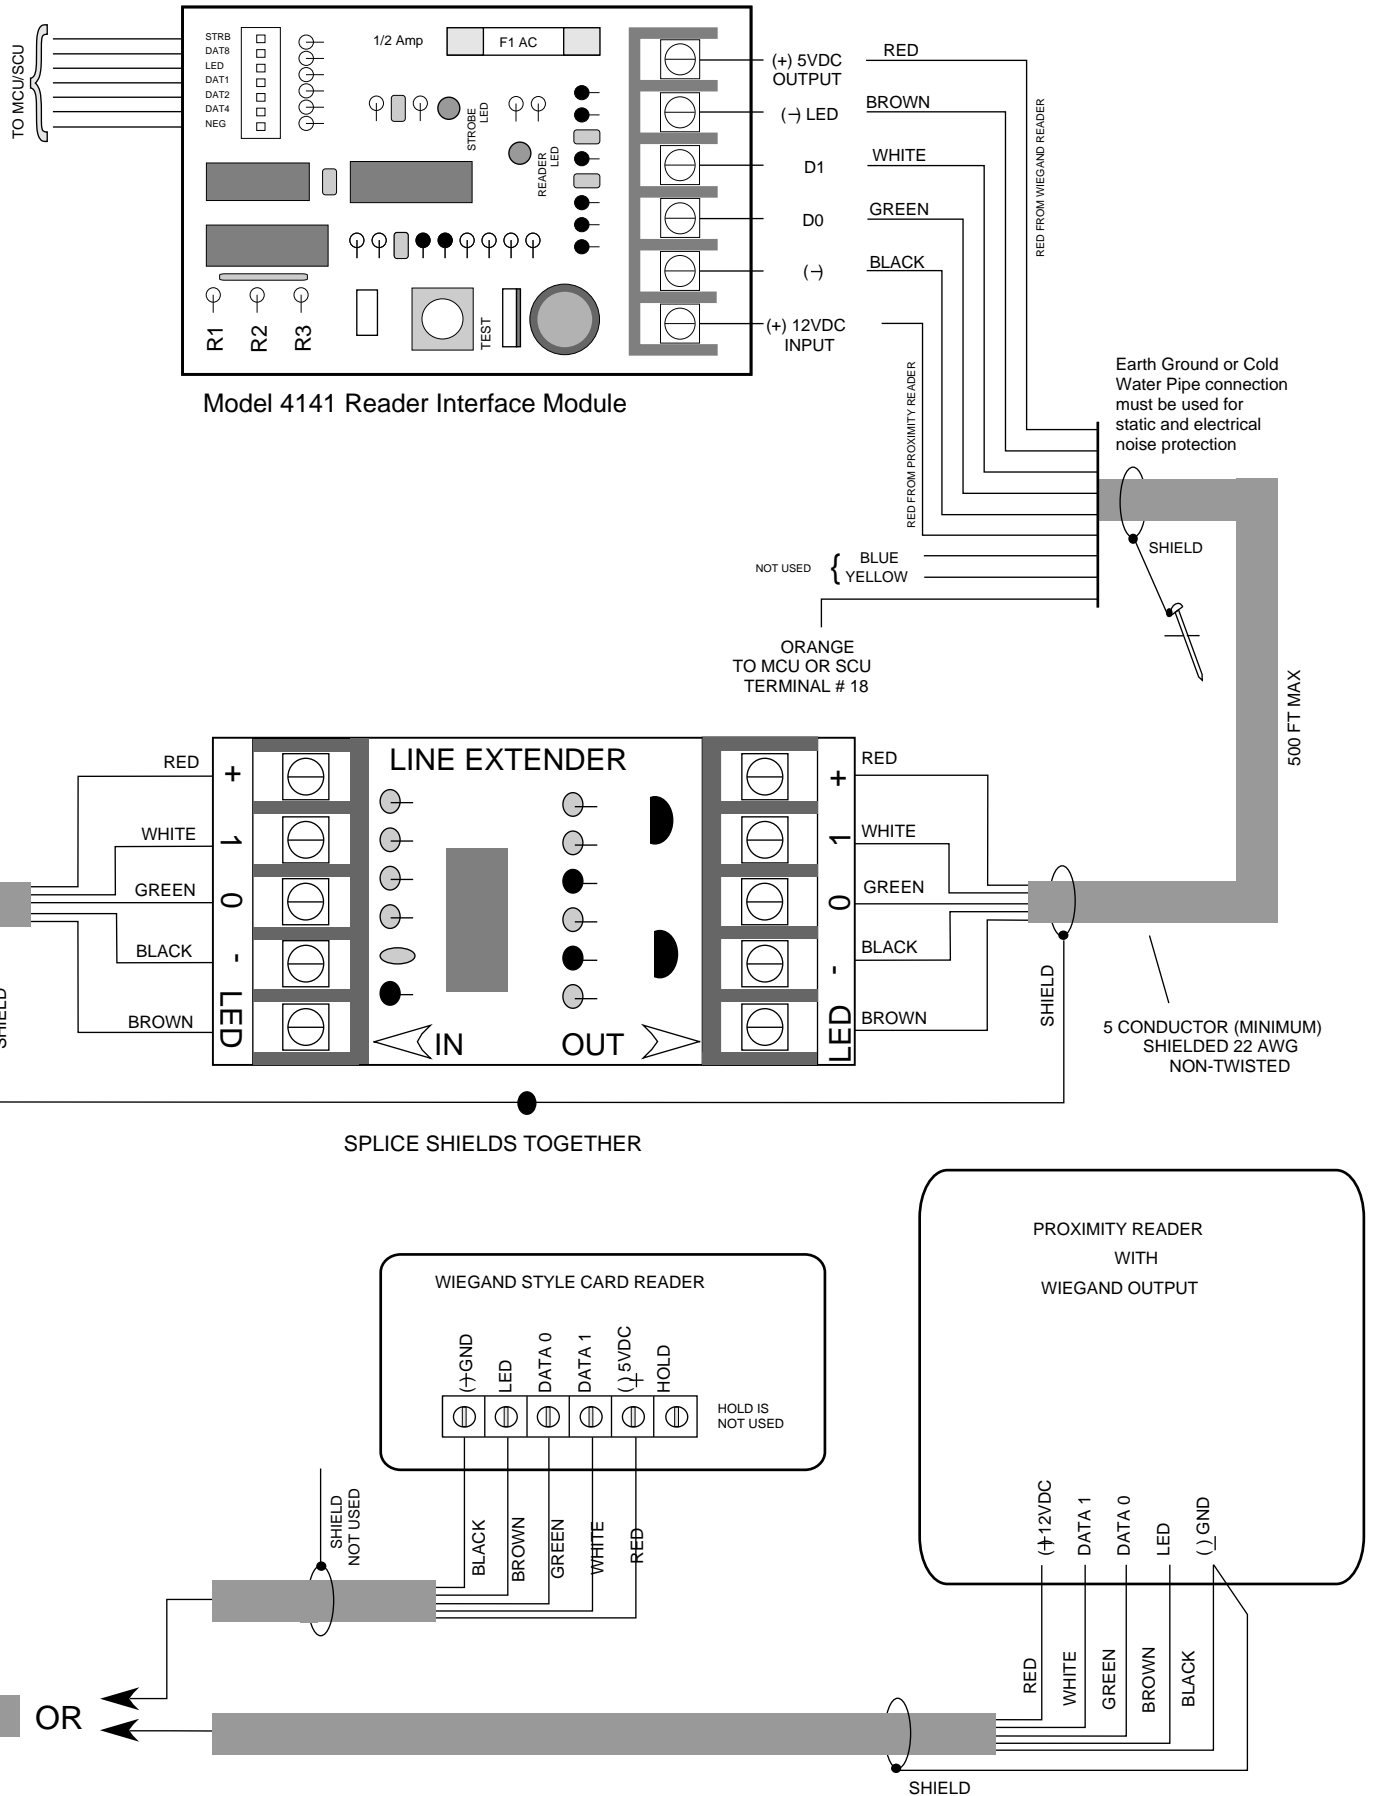 TO MCU/SCU
STRB
DAT8
LED
DAT1
DAT2
DAT4
NEG
1/2 Amp
F1 AC
STROBE
LED
READER
LED
R1
R2
R3
TEST
(+) 5VDC
OUTPUT
(-) LED
D1
D0
(-)
(+) 12VDC
INPUT
RED
BROWN
WHITE
GREEN
BLACK
RED FROM WIEGAND READER
RED FROM PROXIMITY READER
Model 4141 Reader Interface Module
Earth Ground or Cold
Water Pipe connection
must be used for
static and electrical
noise protection
SHIELD
NOT USED
{
BLUE
YELLOW
ORANGE
TO MCU OR SCU
TERMINAL # 18
500 FT MAX
LINE EXTENDER
RED
WHITE
GREEN
BLACK
BROWN
+
1
0
-
LED
IN
OUT
+
1
0
-
LED
RED
WHITE
GREEN
BLACK
BROWN
SHIELD
SHIELD
5 CONDUCTOR (MINIMUM)
SHIELDED 22 AWG
NON-TWISTED
SPLICE SHIELDS TOGETHER
WIEGAND STYLE CARD READER
(-) GND
LED
DATA 0
DATA 1
(+) 5VDC
HOLD
HOLD IS
NOT USED
SHIELD
NOT USED
BLACK
BROWN
GREEN
WHITE
RED
PROXIMITY READER
WITH
WIEGAND OUTPUT
(+) 12VDC
DATA 1
DATA 0
LED
(-) GND
RED
WHITE
GREEN
BROWN
BLACK
OR
SHIELD